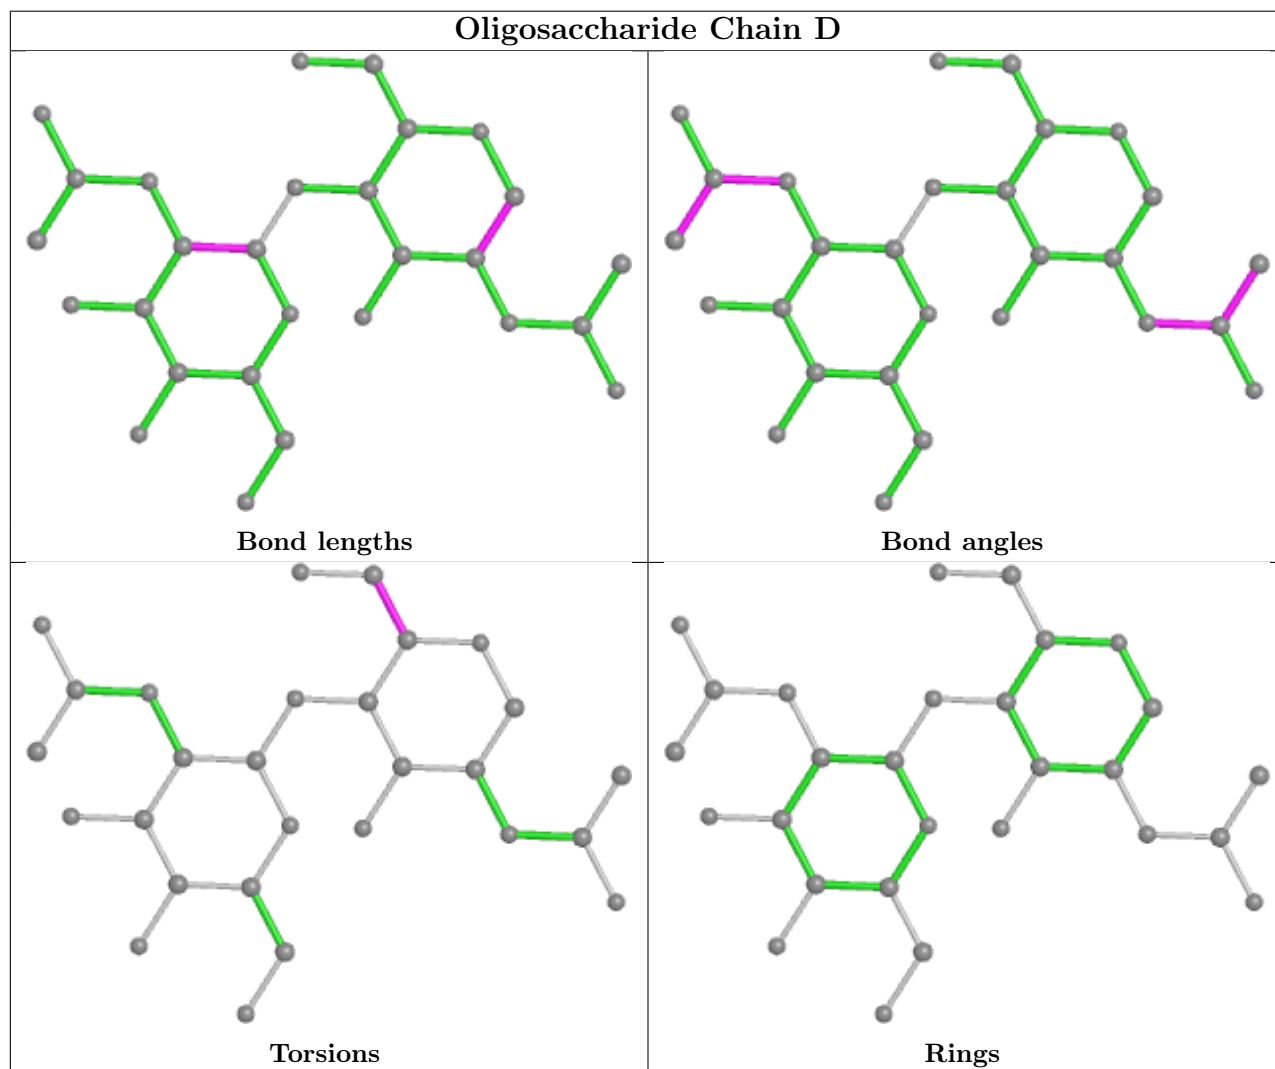 Oligosaccharide Chain D
Bond lengths
Bond angles
Torsions
Rings